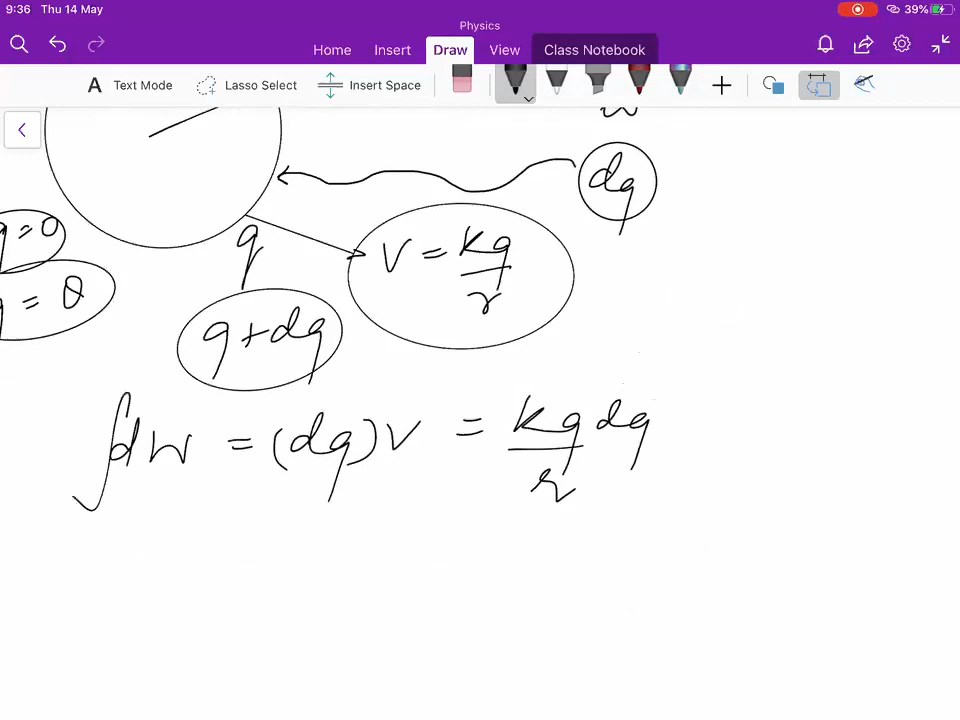 9:36 Thu 14 May 39%
Physics
Home Insert Draw View Class Notebook
A Text Mode Lasso Select Insert Space
dq
q = 0
q
V = kq/r
= Q
q+dq
∫dW = (dq)V = kq dq/r